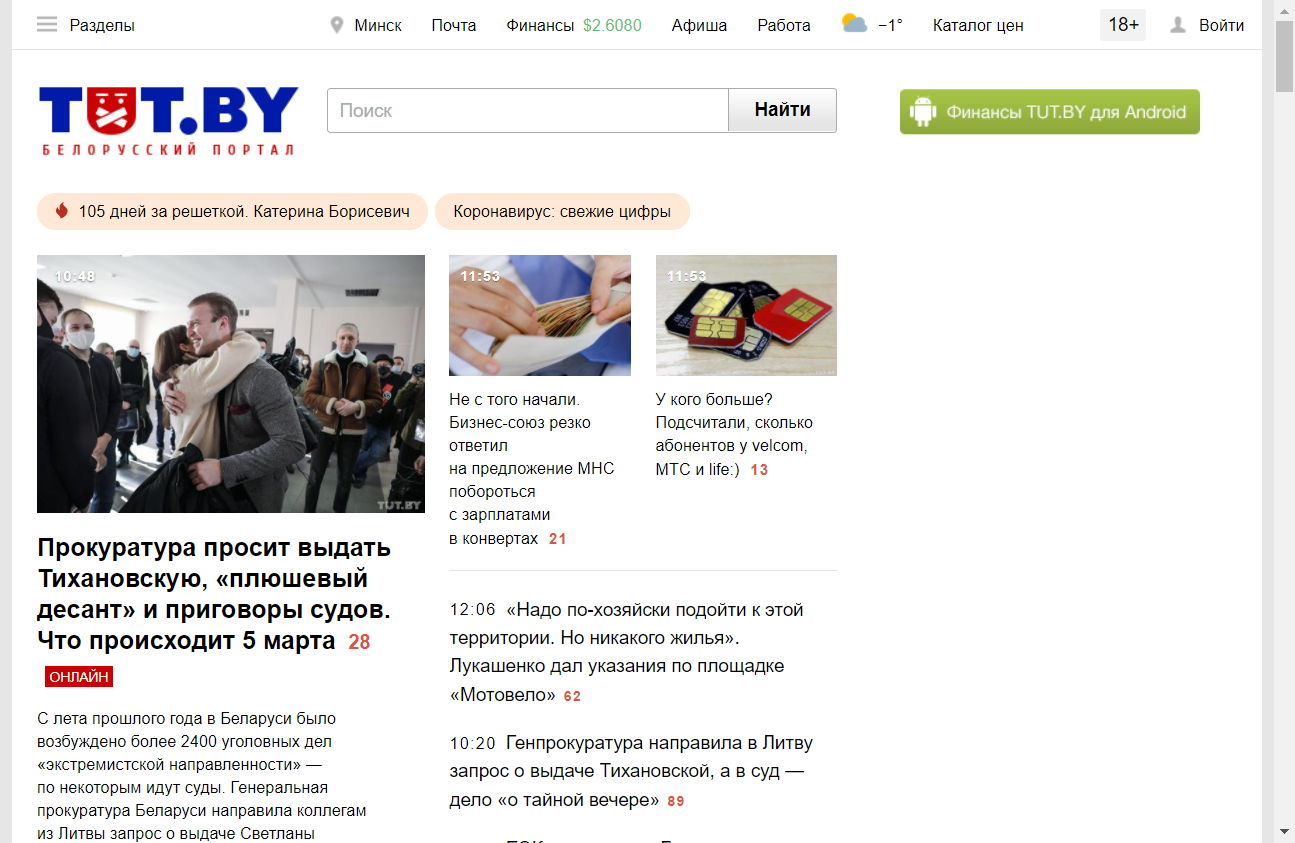 Разделы
Минск
Почта
Финансы $2.6080
Афиша
Работа
−1°
Каталог цен
18+
Войти
TUT.BY
БЕЛОРУССКИЙ ПОРТАЛ
Поиск
Найти
Финансы TUT.BY для Android
105 дней за решеткой. Катерина Борисевич
Коронавирус: свежие цифры
10:48
TUT.BY
Прокуратура просит выдать
Тихановскую, «плюшевый
десант» и приговоры судов.
Что происходит 5 марта 28
ОНЛАЙН
С лета прошлого года в Беларуси было
возбуждено более 2400 уголовных дел
«экстремистской направленности» —
по некоторым идут суды. Генеральная
прокуратура Беларуси направила коллегам
из Литвы запрос о выдаче Светланы
11:53
Не с того начали.
Бизнес-союз резко
ответил
на предложение МНС
побороться
с зарплатами
в конвертах 21
11:53
У кого больше?
Подсчитали, сколько
абонентов у velcom,
МТС и life:) 13
12:06 «Надо по-хозяйски подойти к этой
территории. Но никакого жилья».
Лукашенко дал указания по площадке
«Мотовело» 62
10:20 Генпрокуратура направила в Литву
запрос о выдаче Тихановской, а в суд —
дело «о тайной вечере» 89